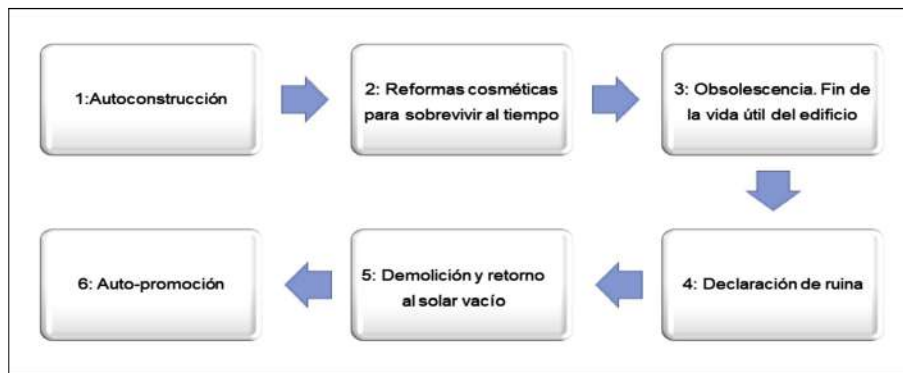 1:Autoconstrucción
2: Reformas cosméticas
para sobrevivir al tiempo
3: Obsolescencia. Fin de
la vida útil del edificio
4: Declaración de ruina
5: Demolición y retorno
al solar vacío
6: Auto-promoción